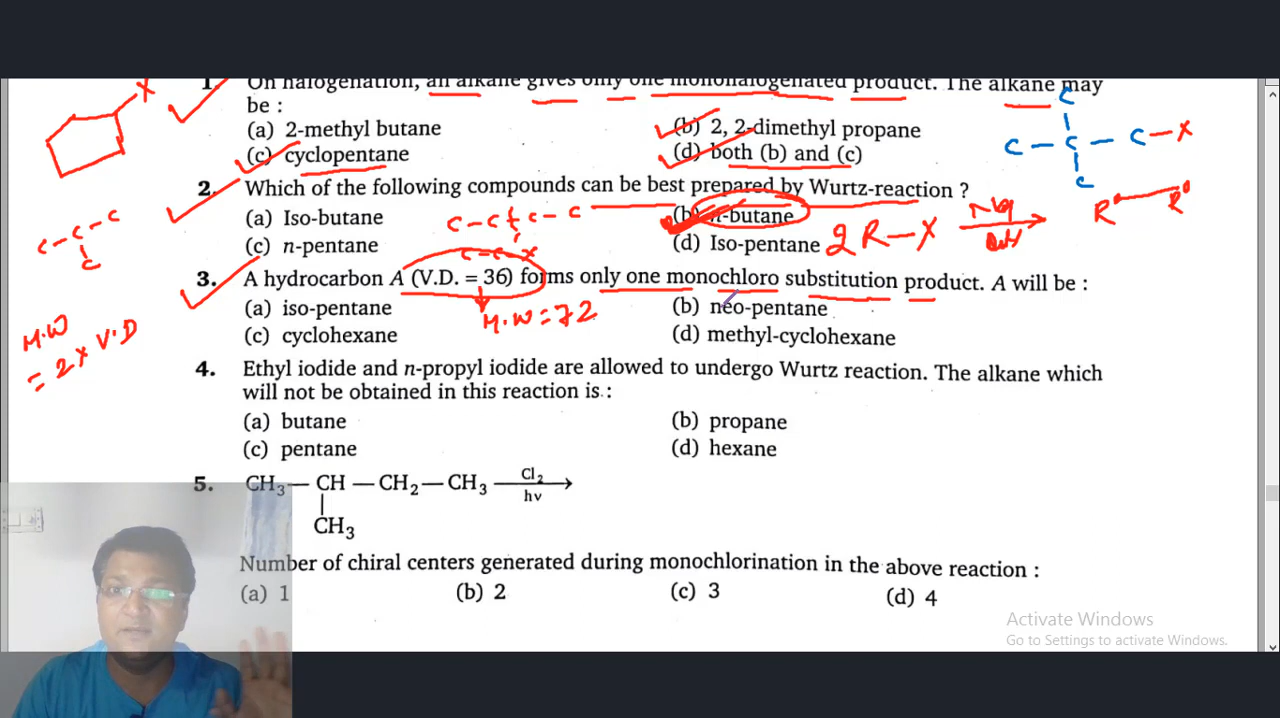 1. On halogenation, an alkane gives only one monohalogenated product. The alkane may
be :
(a) 2-methyl butane
(b) 2, 2-dimethyl propane
(c) cyclopentane
(d) both (b) and (c)
X
C
C — C — C — X
C
2. Which of the following compounds can be best prepared by Wurtz-reaction ?
(a) Iso-butane
(b) n-butane
(c) n-pentane
(d) Iso-pentane
C – C – C
C
2 R – X
R R
3. A hydrocarbon A (V.D. = 36) forms only one monochloro substitution product. A will be :
(a) iso-pentane
(b) neo-pentane
(c) cyclohexane
(d) methyl-cyclohexane
M.W = 72
M.W
= 2 x V.D
4. Ethyl iodide and n-propyl iodide are allowed to undergo Wurtz reaction. The alkane which
will not be obtained in this reaction is :
(a) butane
(b) propane
(c) pentane
(d) hexane
5. CH₃— CH —CH₂—CH₃ Cl₂ hν →
CH₃
Number of chiral centers generated during monochlorination in the above reaction :
(a) 1
(b) 2
(c) 3
(d) 4
Activate Windows
Go to Settings to activate Windows.